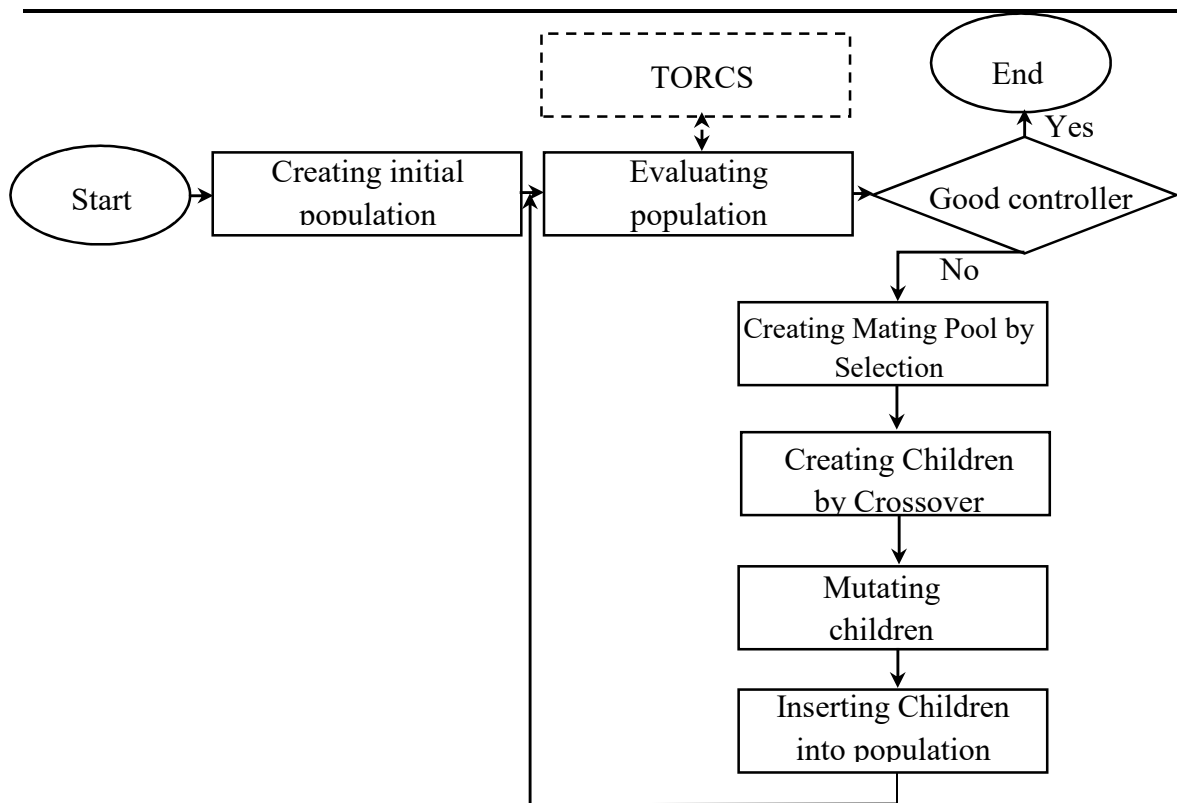 TORCS
End
Yes
Start
Creating initial
population
Evaluating
population
Good controller
No
Creating Mating Pool by
Selection
Creating Children
by Crossover
Mutating
children
Inserting Children
into population